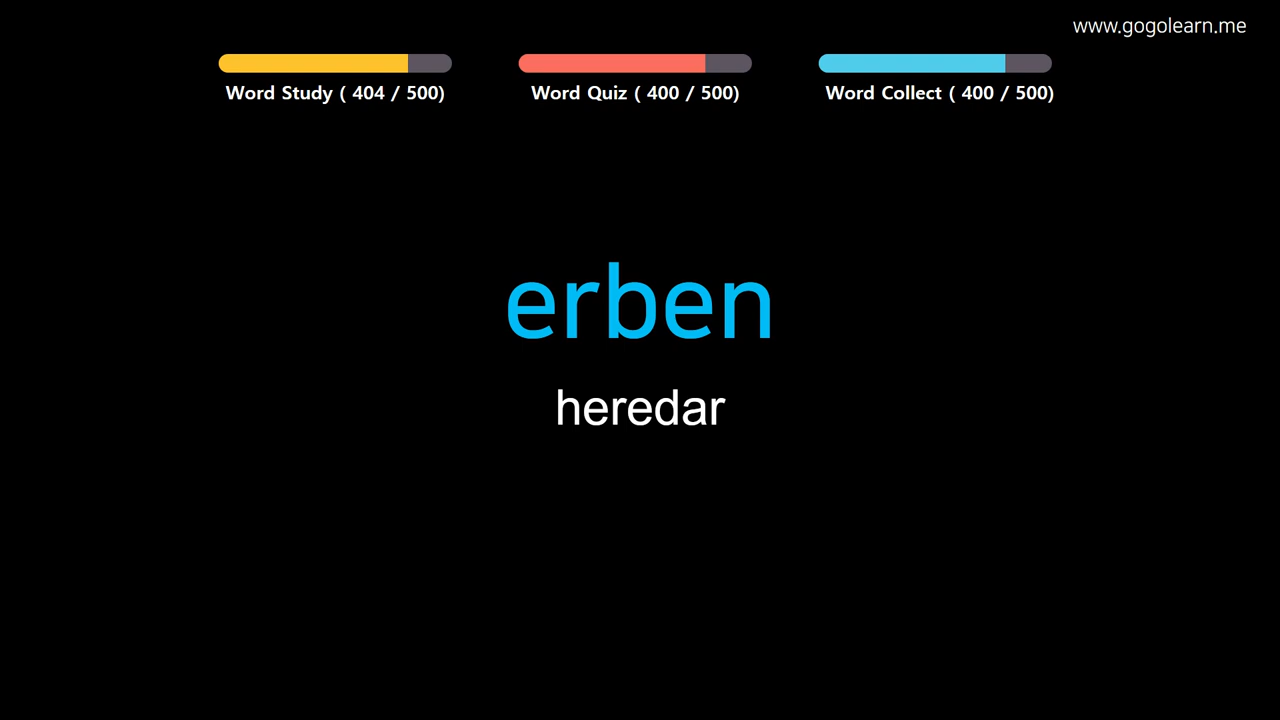 www.gogolearn.me
Word Study ( 404 / 500)
Word Quiz ( 400 / 500)
Word Collect ( 400 / 500)
erben
heredar